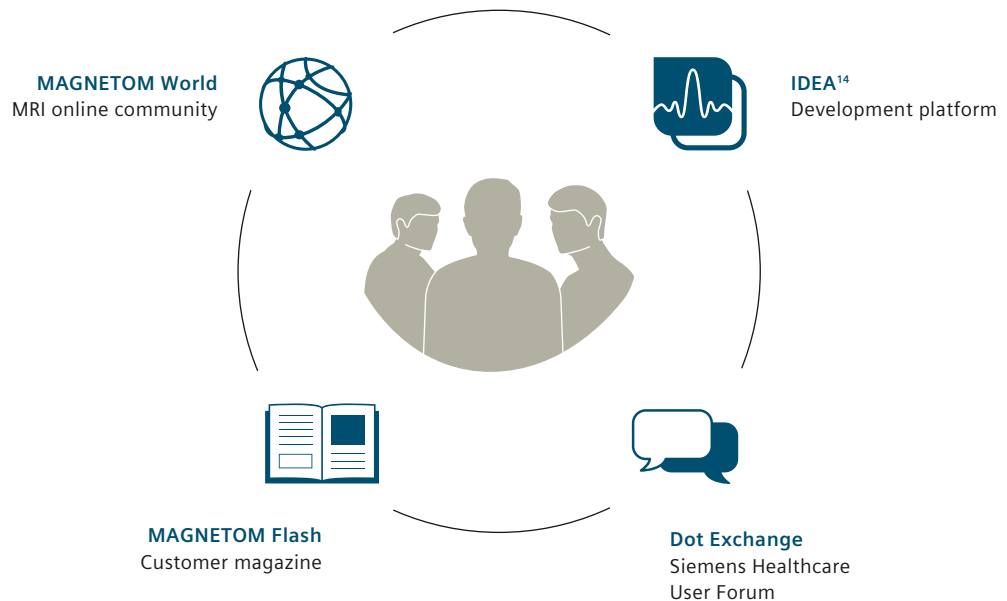 MAGNETOM World
MRI online community
IDEA¹⁴
Development platform
MAGNETOM Flash
Customer magazine
Dot Exchange
Siemens Healthcare
User Forum